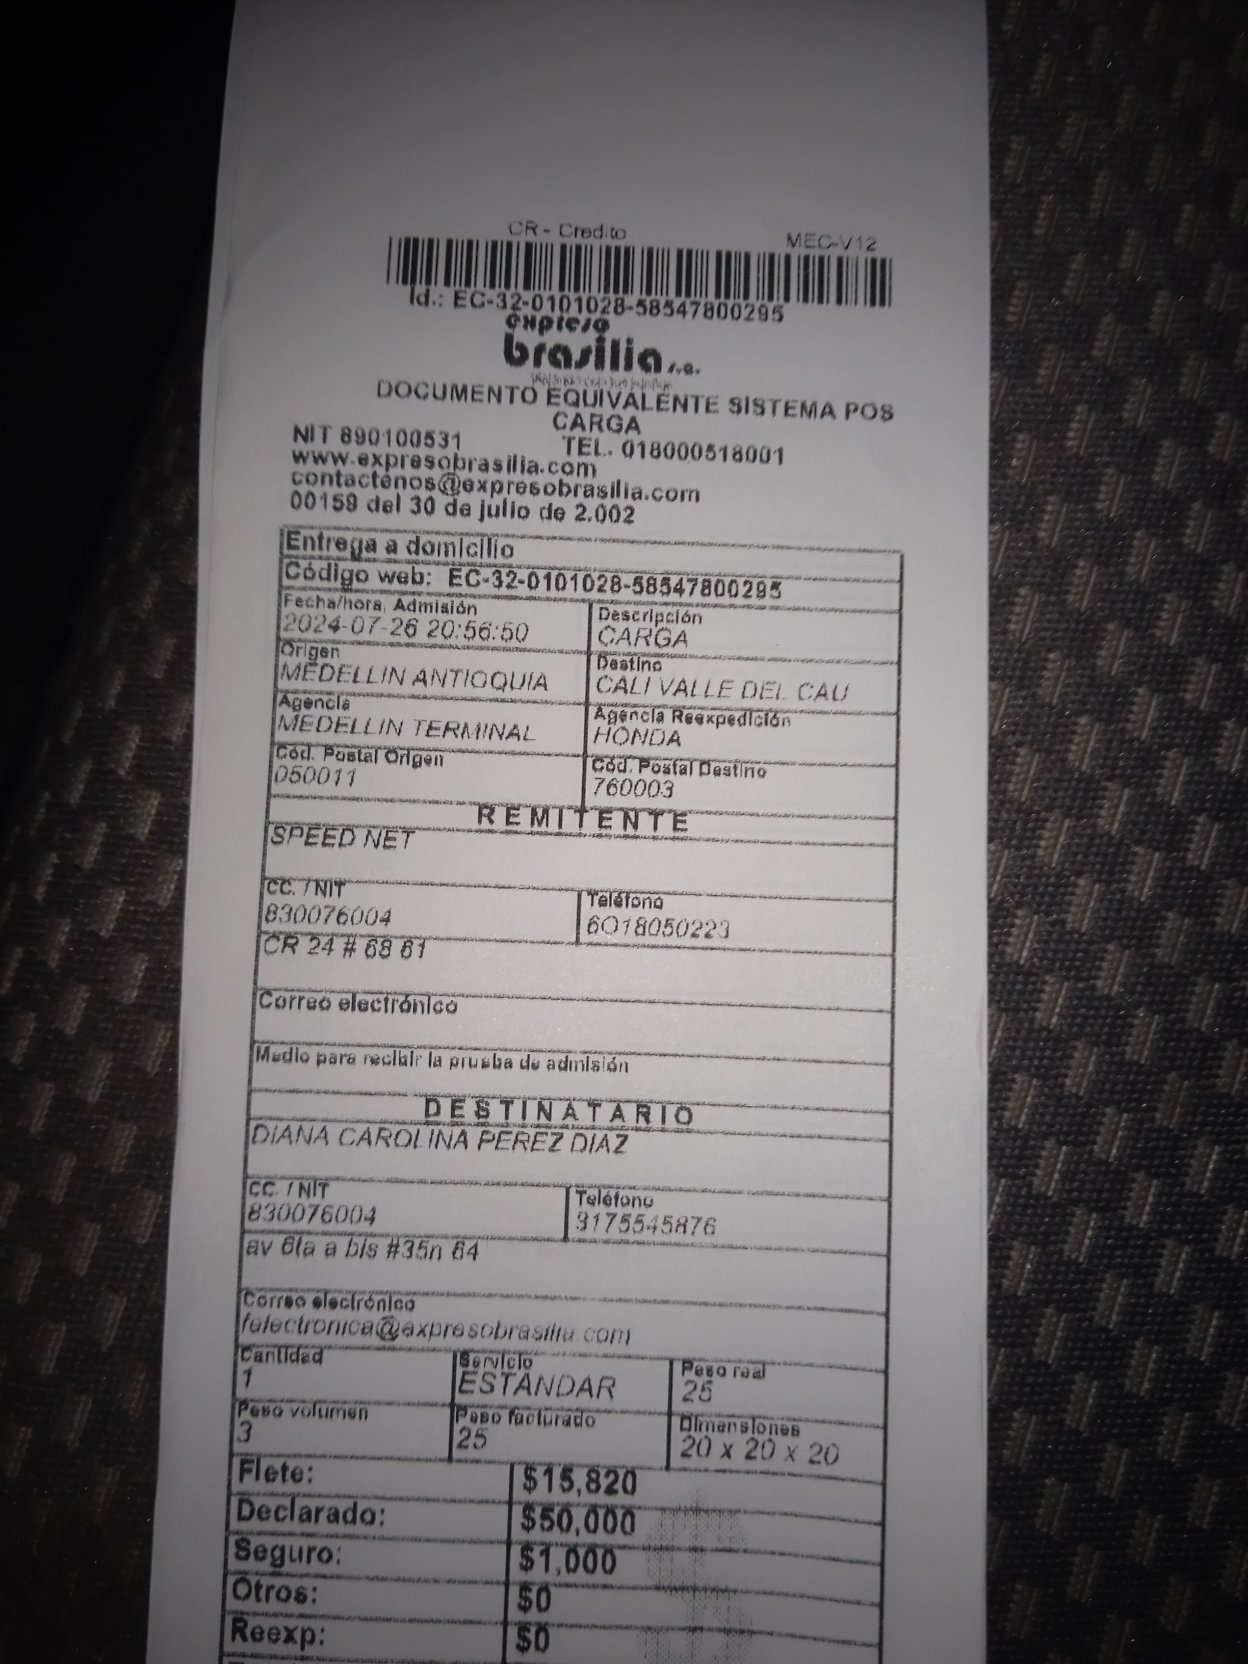 CR - Credito MEC-V12
Id.: EC-32-0101028-58547800295
expreso
brasilia s.a.
DOCUMENTO EQUIVALENTE SISTEMA POS
CARGA
NIT 890100531 TEL. 018000518001
www.expresobrasilia.com
contactenos@expresobrasilia.com
00159 del 30 de julio de 2.002
Entrega a domicilio
Código web: EC-32-0101028-58547800295
Fecha/hora, Admisión Descripción
2024-07-26 20:56:50 CARGA
Origen Destino
MEDELLIN ANTIOQUIA CALI VALLE DEL CAU
Agencia Agencia Reexpedición
MEDELLIN TERMINAL HONDA
Cód. Postal Origen Cód. Postal Destino
050011 760003
REMITENTE
SPEED NET
CC. / NIT Teléfono
830076004 6018050223
CR 24 # 68 61
Correo electrónico
Medio para recibir la prueba de admisión
DESTINATARIO
DIANA CAROLINA PEREZ DIAZ
CC. / NIT Teléfono
830076004 3175545876
av 6ta a bis #35n 64
Correo electrónico
felectronica@expresobrasilia.com
Cantidad Servicio Peso real
1 ESTANDAR 25
Peso volumen Peso facturado Dimensiones
3 25 20 x 20 x 20
Flete: $15,820
Declarado: $50,000
Seguro: $1,000
Otros: $0
Reexp: $0